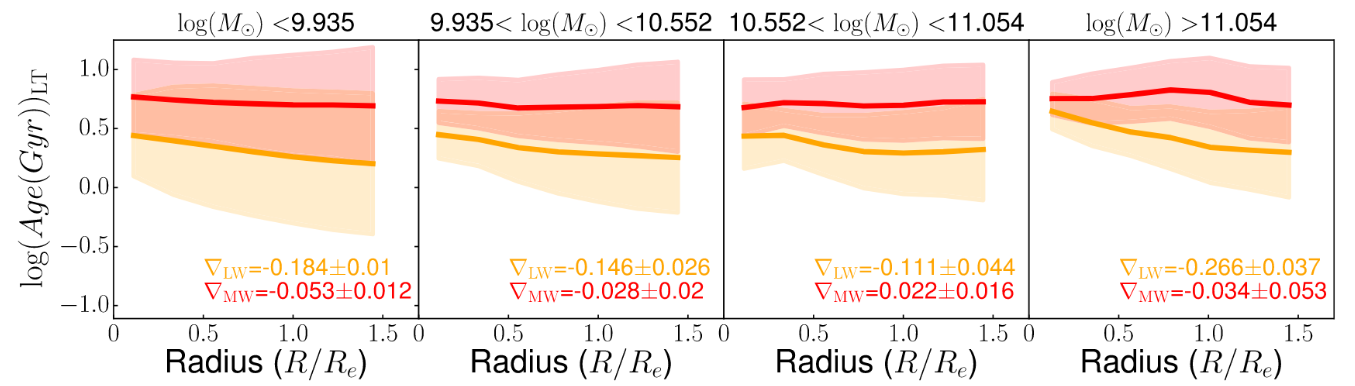 log(M⊙) <9.935
9.935< log(M⊙) <10.552
10.552< log(M⊙) <11.054
log(M⊙) >11.054
log(Age(Gyr))LT
1.0
0.5
0.0
−0.5
−1.0
∇LW=-0.184±0.01
∇MW=-0.053±0.012
∇LW=-0.146±0.026
∇MW=-0.028±0.02
∇LW=-0.111±0.044
∇MW=0.022±0.016
∇LW=-0.266±0.037
∇MW=-0.034±0.053
0 0.5 1.0 1.5
0 0.5 1.0 1.5
0 0.5 1.0 1.5
0 0.5 1.0 1.5
Radius (R/Re)
Radius (R/Re)
Radius (R/Re)
Radius (R/Re)